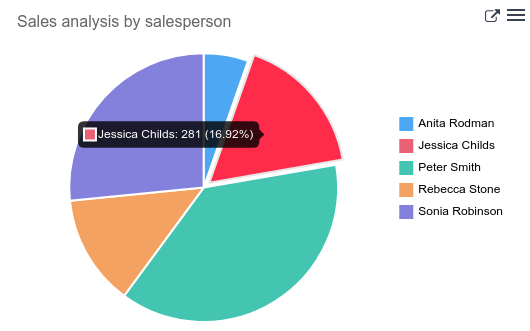 Sales analysis by salesperson
Anita Rodman
Jessica Childs: 281 (16.92%)
Jessica Childs
Peter Smith
Rebecca Stone
Sonia Robinson